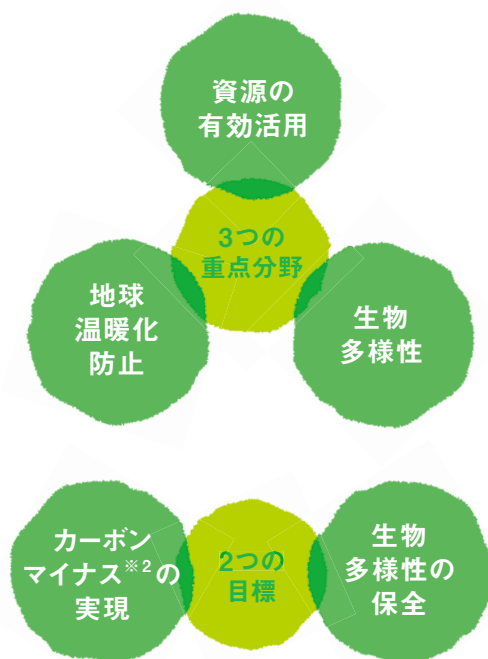 資源の
有効活用
3つの
重点分野
地球
温暖化
防止
生物
多様性
カーボン
マイナス※2の
実現
2つの
目標
生物
多様性の
保全